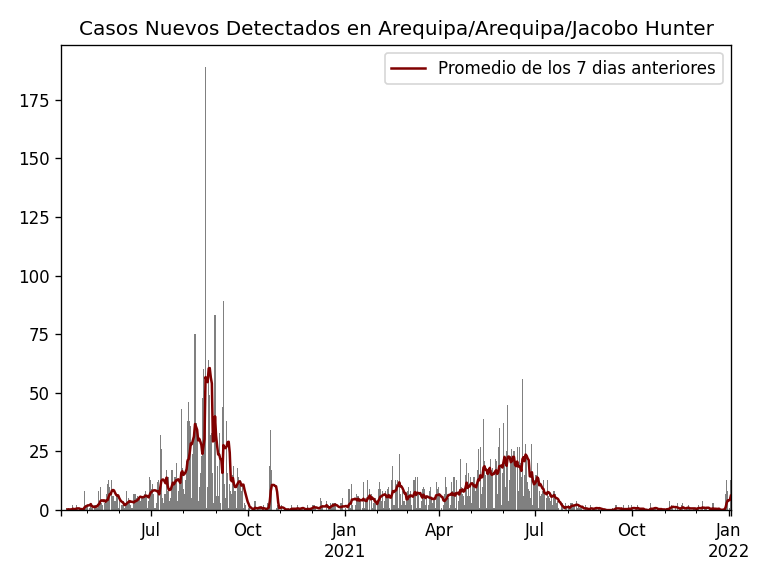 Casos Nuevos Detectados en Arequipa/Arequipa/Jacobo Hunter
Promedio de los 7 dias anteriores
175
150
125
100
75
50
25
0
Jul
Oct
Jan
Apr
Jul
Oct
Jan
2021
2022